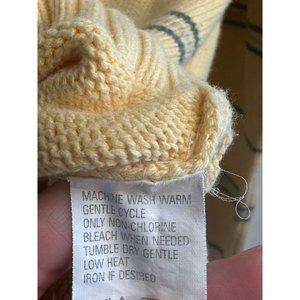 MACHINE WASH WARM
GENTLE CYCLE
ONLY NON-CHLORINE
BLEACH WHEN NEEDED
TUMBLE DRY GENTLE
LOW HEAT
IRON IF DESIRED